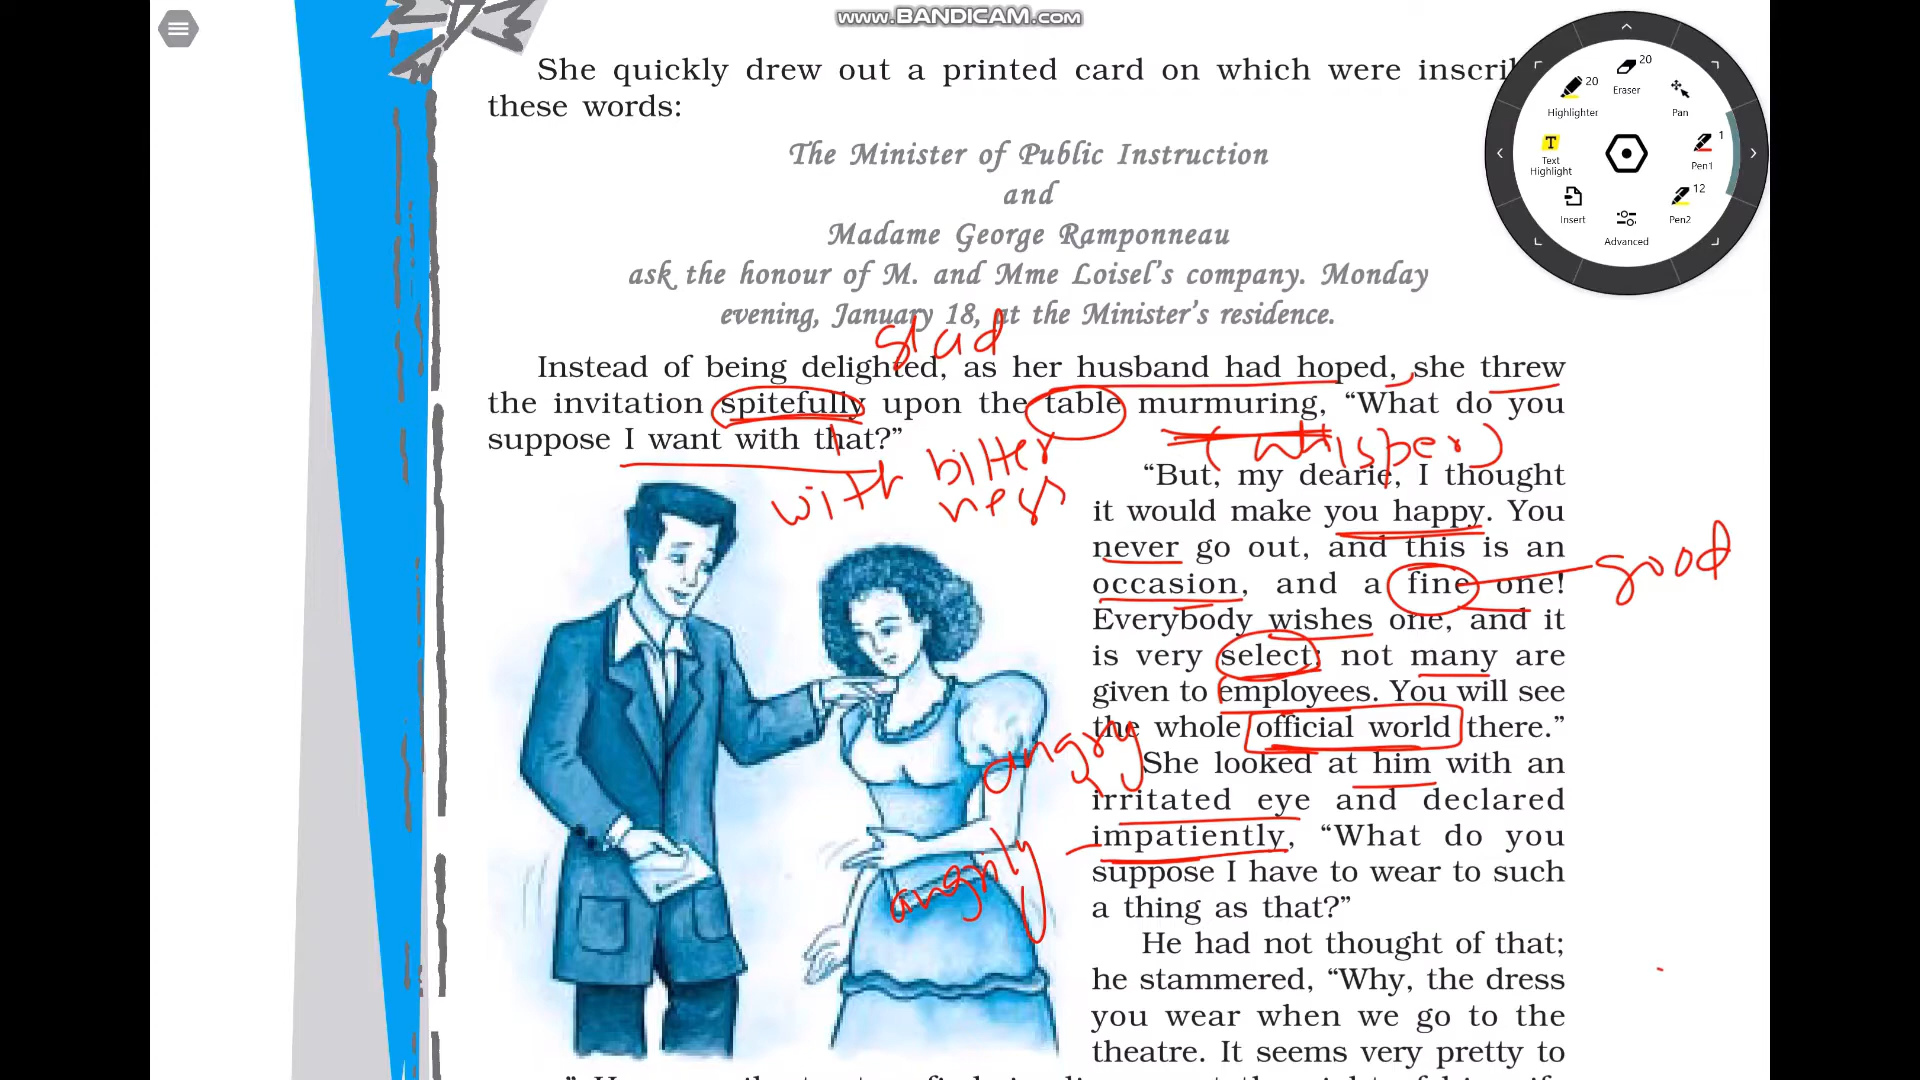 www.BANDICAM.com
She quickly drew out a printed card on which were inscri
these words:
The Minister of Public Instruction
and
Madame George Ramponneau
ask the honour of M. and Mme Loisel's company. Monday
evening, January 18, at the Minister's residence.
glad
Instead of being delighted, as her husband had hoped, she threw
the invitation spitefully upon the table murmuring, “What do you
suppose I want with that?”
(whisper)
with bitter
ness
“But, my dearie, I thought
it would make you happy. You
never go out, and this is an
occasion, and a fine one!
good
Everybody wishes one, and it
is very select; not many are
given to employees. You will see
the whole official world there.”
angry
She looked at him with an
irritated eye and declared
impatiently, “What do you
angrily
suppose I have to wear to such
a thing as that?”
He had not thought of that;
he stammered, “Why, the dress
you wear when we go to the
theatre. It seems very pretty to
20
Eraser
20
Highlighter
Pan
Text
Highlight
1
Pen1
Insert
12
Pen2
Advanced